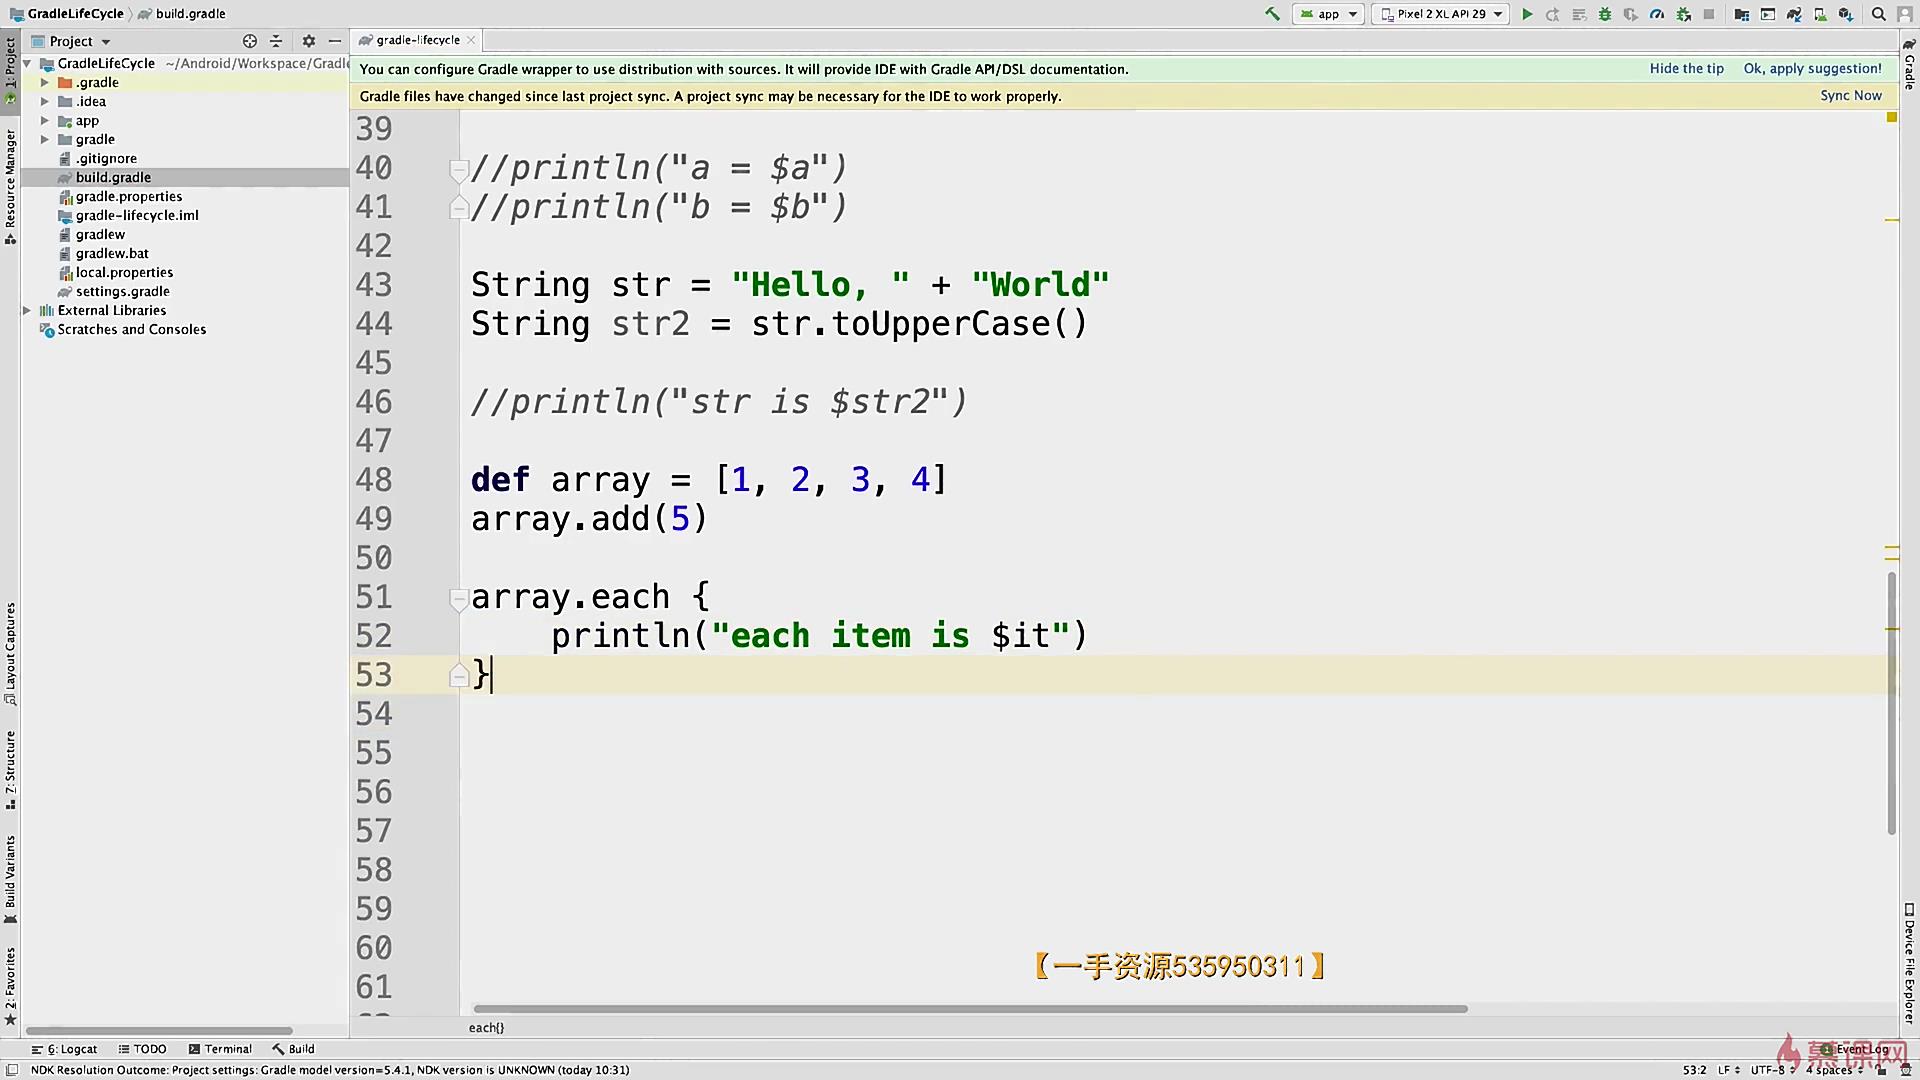 GradleLifeCycle
build.gradle
app
Pixel 2 XL API 29
Project
gradle-lifecycle
You can configure Gradle wrapper to use distribution with sources. It will provide IDE with Gradle API/DSL documentation.
Hide the tip
Ok, apply suggestion!
Gradle files have changed since last project sync. A project sync may be necessary for the IDE to work properly.
Sync Now
1: Project
Resource Manager
Layout Captures
7: Structure
Build Variants
2: Favorites
GradleLifeCycle ~/Android/Workspace/Gradle
.gradle
.idea
app
gradle
.gitignore
build.gradle
gradle.properties
gradle-lifecycle.iml
gradlew
gradlew.bat
local.properties
settings.gradle
External Libraries
Scratches and Consoles
39
40 //println("a = $a")
41 //println("b = $b")
42
43 String str = "Hello, " + "World"
44 String str2 = str.toUpperCase()
45
46 //println("str is $str2")
47
48 def array = [1, 2, 3, 4]
49 array.add(5)
50
51 array.each {
52 println("each item is $it")
53 }
54
55
56
57
58
59
60
61
【一手资源535950311】
each{}
Gradle
Device File Explorer
6: Logcat
TODO
Terminal
Build
Event Log
慕课网
NDK Resolution Outcome: Project settings: Gradle model version=5.4.1, NDK version is UNKNOWN (today 10:31)
53:2
LF
UTF-8
4 spaces